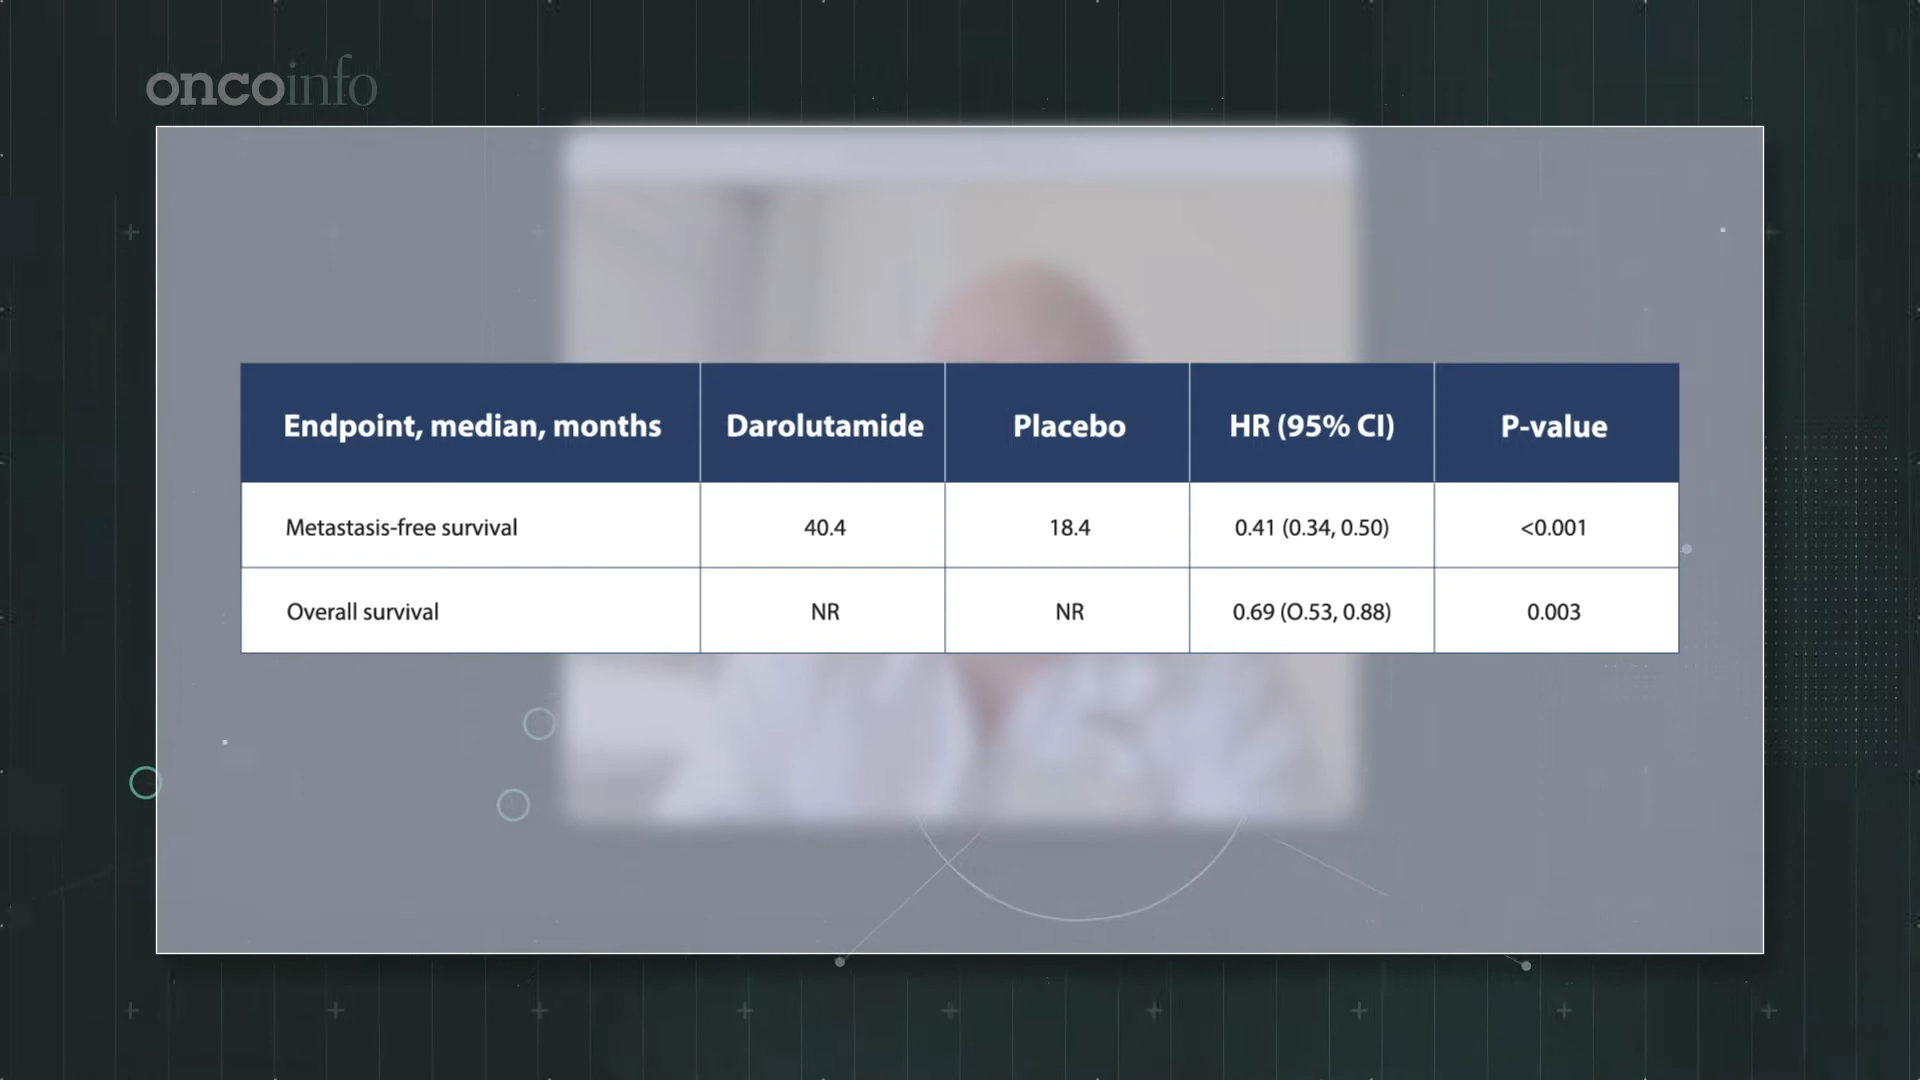 oncoinfo
Endpoint, median, months Darolutamide Placebo HR (95% CI) P-value
Metastasis-free survival 40.4 18.4 0.41 (0.34, 0.50) <0.001
Overall survival NR NR 0.69 (O.53, 0.88) 0.003